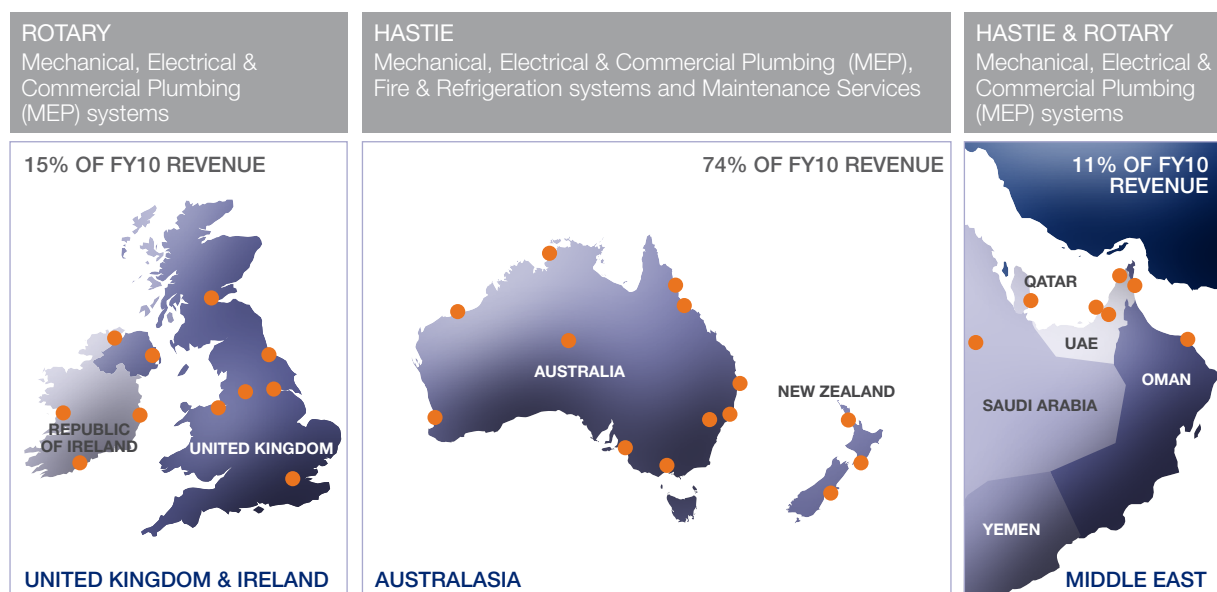 ROTARY
Mechanical, Electrical &
Commercial Plumbing
(MEP) systems
15% OF FY10 REVENUE
REPUBLIC
OF IRELAND
UNITED KINGDOM
UNITED KINGDOM & IRELAND
HASTIE
Mechanical, Electrical & Commercial Plumbing (MEP),
Fire & Refrigeration systems and Maintenance Services
74% OF FY10 REVENUE
AUSTRALIA
NEW ZEALAND
AUSTRALASIA
HASTIE & ROTARY
Mechanical, Electrical &
Commercial Plumbing
(MEP) systems
11% OF FY10
REVENUE
QATAR
UAE
OMAN
SAUDI ARABIA
YEMEN
MIDDLE EAST